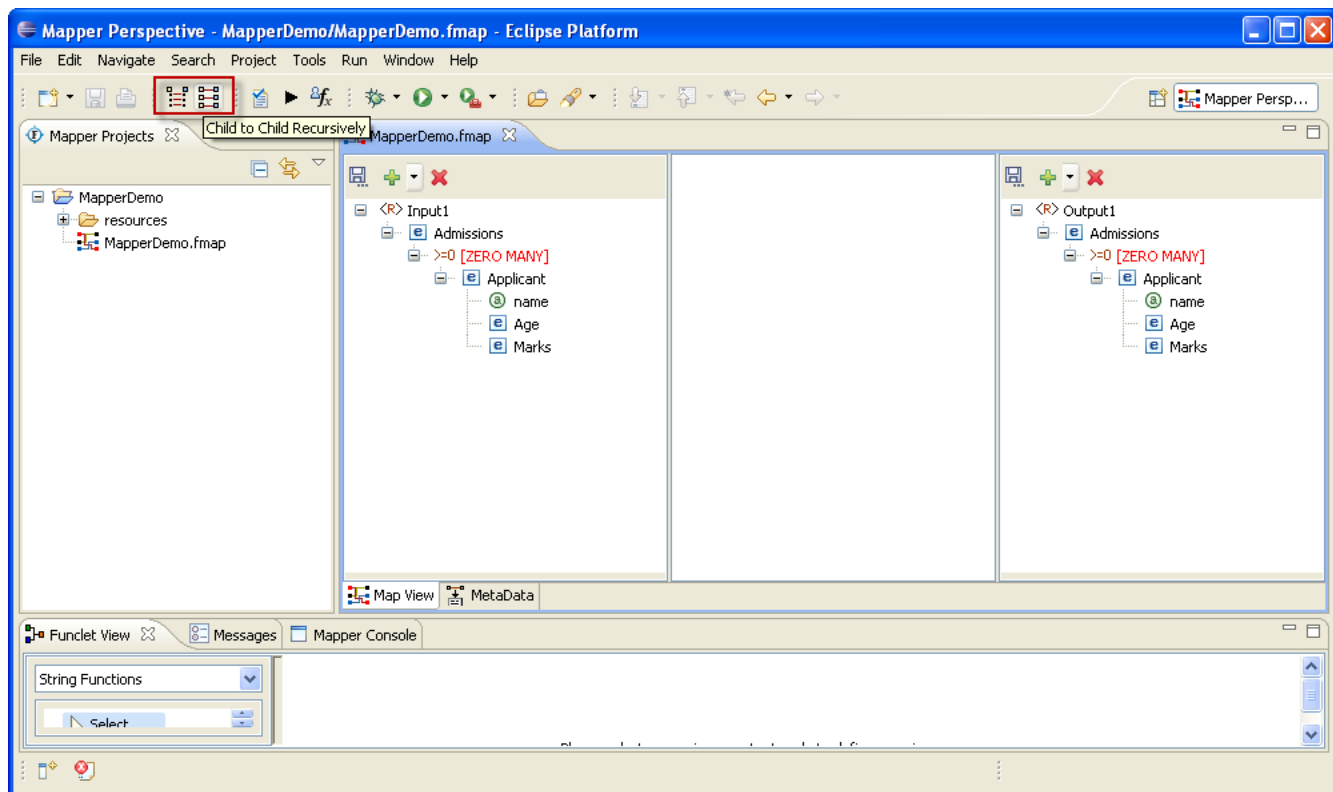 Mapper Perspective - MapperDemo/MapperDemo.fmap - Eclipse Platform
File Edit Navigate Search Project Tools Run Window Help
Mapper Persp...
Child to Child Recursively
Mapper Projects
MapperDemo.fmap
MapperDemo
resources
MapperDemo.fmap
<R> Input1
e Admissions
>=0 [ZERO MANY]
e Applicant
a name
e Age
e Marks
<R> Output1
e Admissions
>=0 [ZERO MANY]
e Applicant
a name
e Age
e Marks
Map View MetaData
Funclet View Messages Mapper Console
String Functions
Select